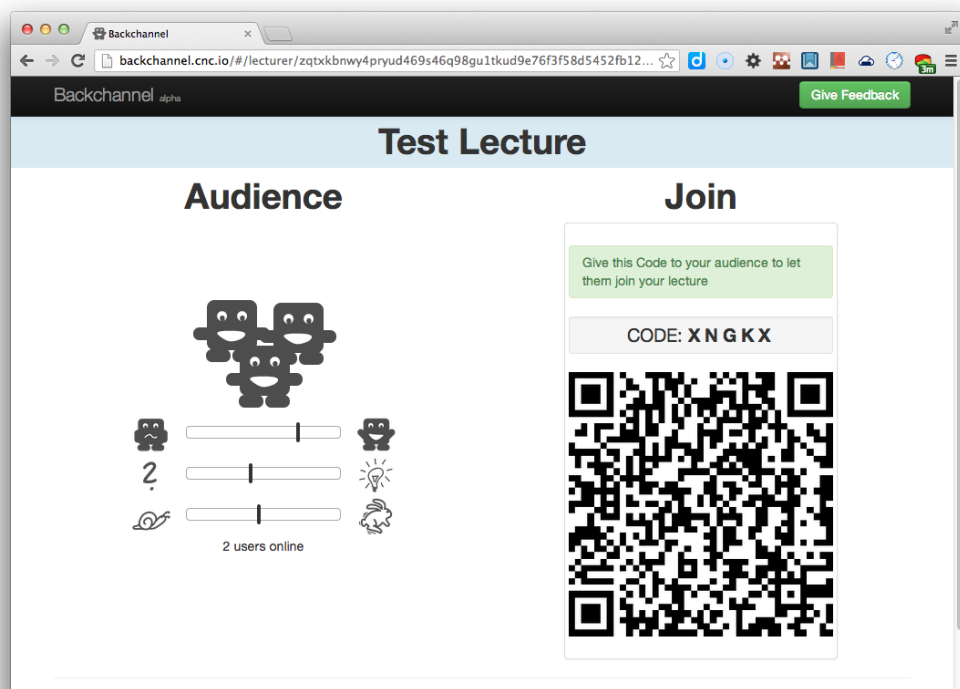 Backchannel
backchannel.cnc.io/#/lecturer/zqtxkbnwy4pryud469s46q98gu1tkud9e76f3f58d5452fb12...
3m
Backchannel alpha
Give Feedback
Test Lecture
Audience
Join
Give this Code to your audience to let
them join your lecture
CODE: X N G K X
?
2 users online